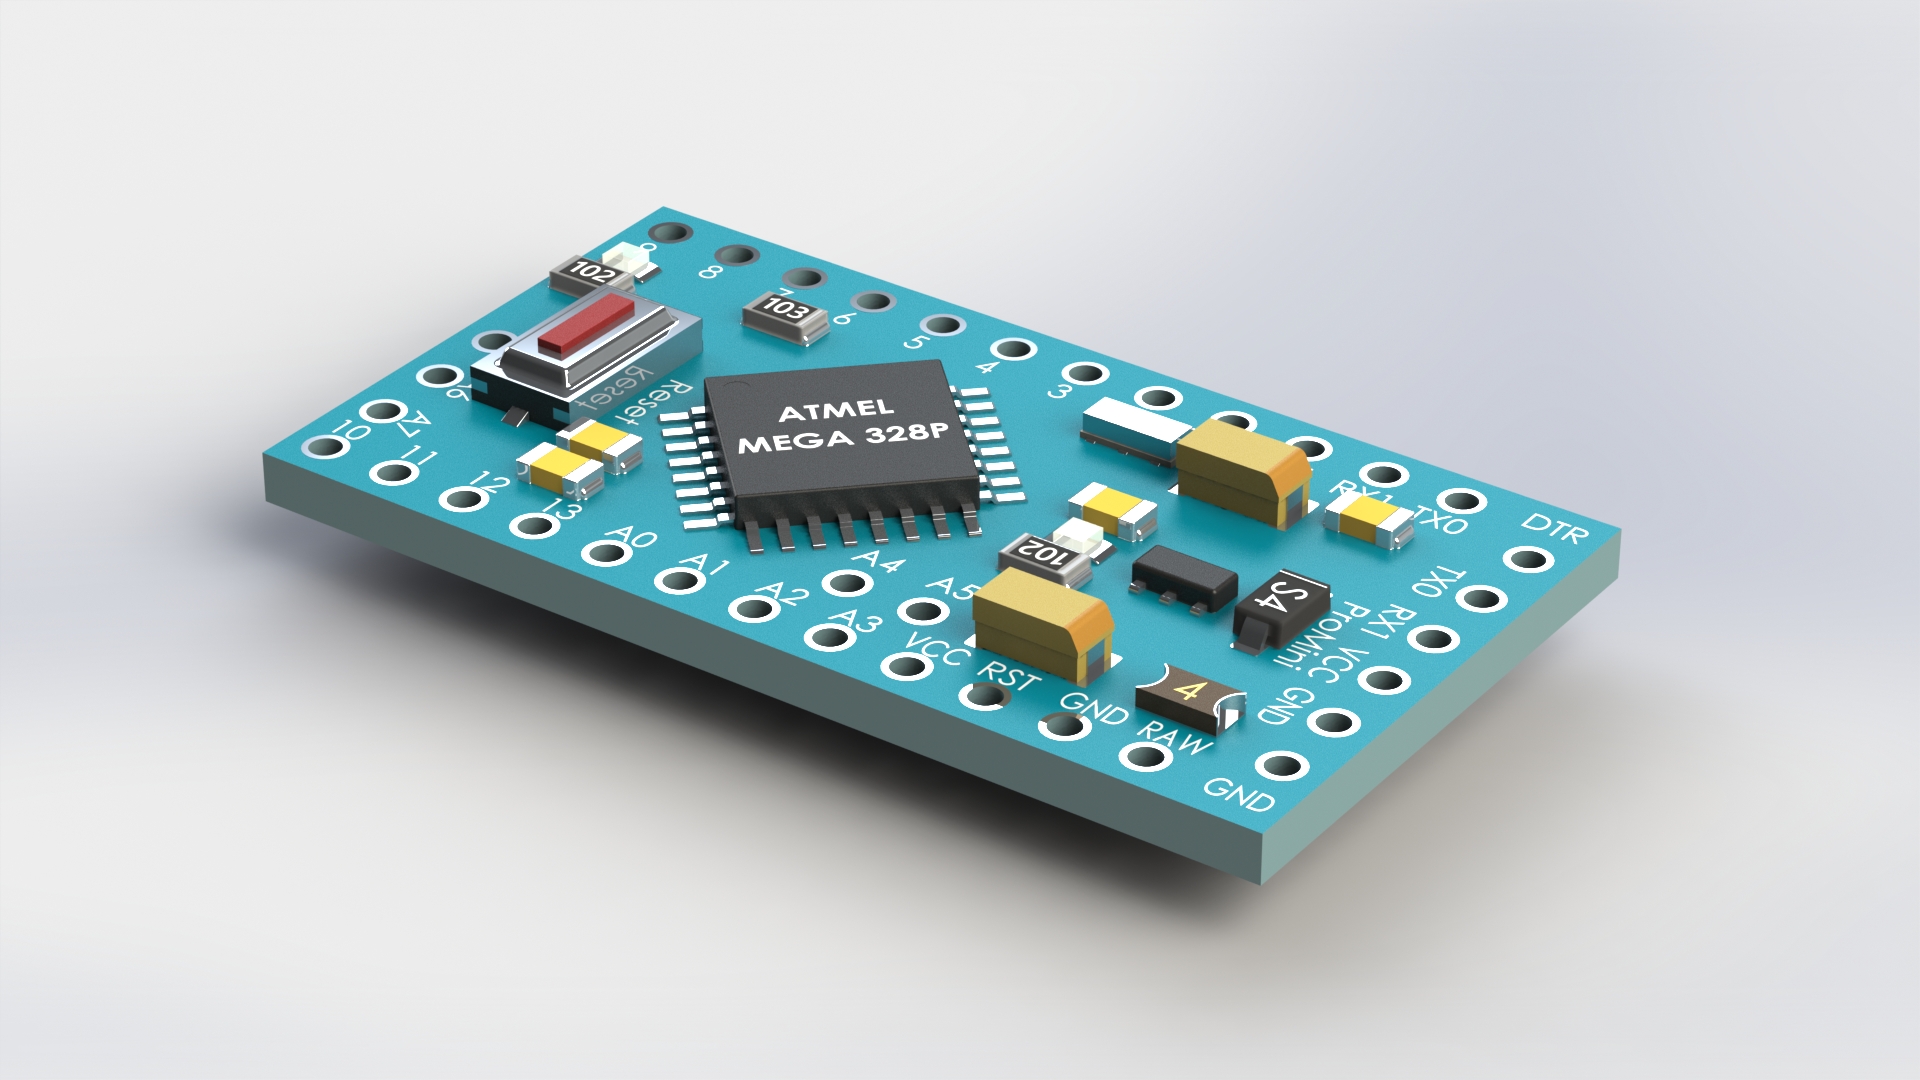 9
8
7
6
5
4
3
102
103
Reset
ATMEL
MEGA 328P
10
11
12
13
A7
A0
A1
A2
A3
A4
A5
VCC
RST
GND
RAW
GND
102
S4
4
RX1
TX0
DTR
TX0
RX1
VCC
GND
ProMini